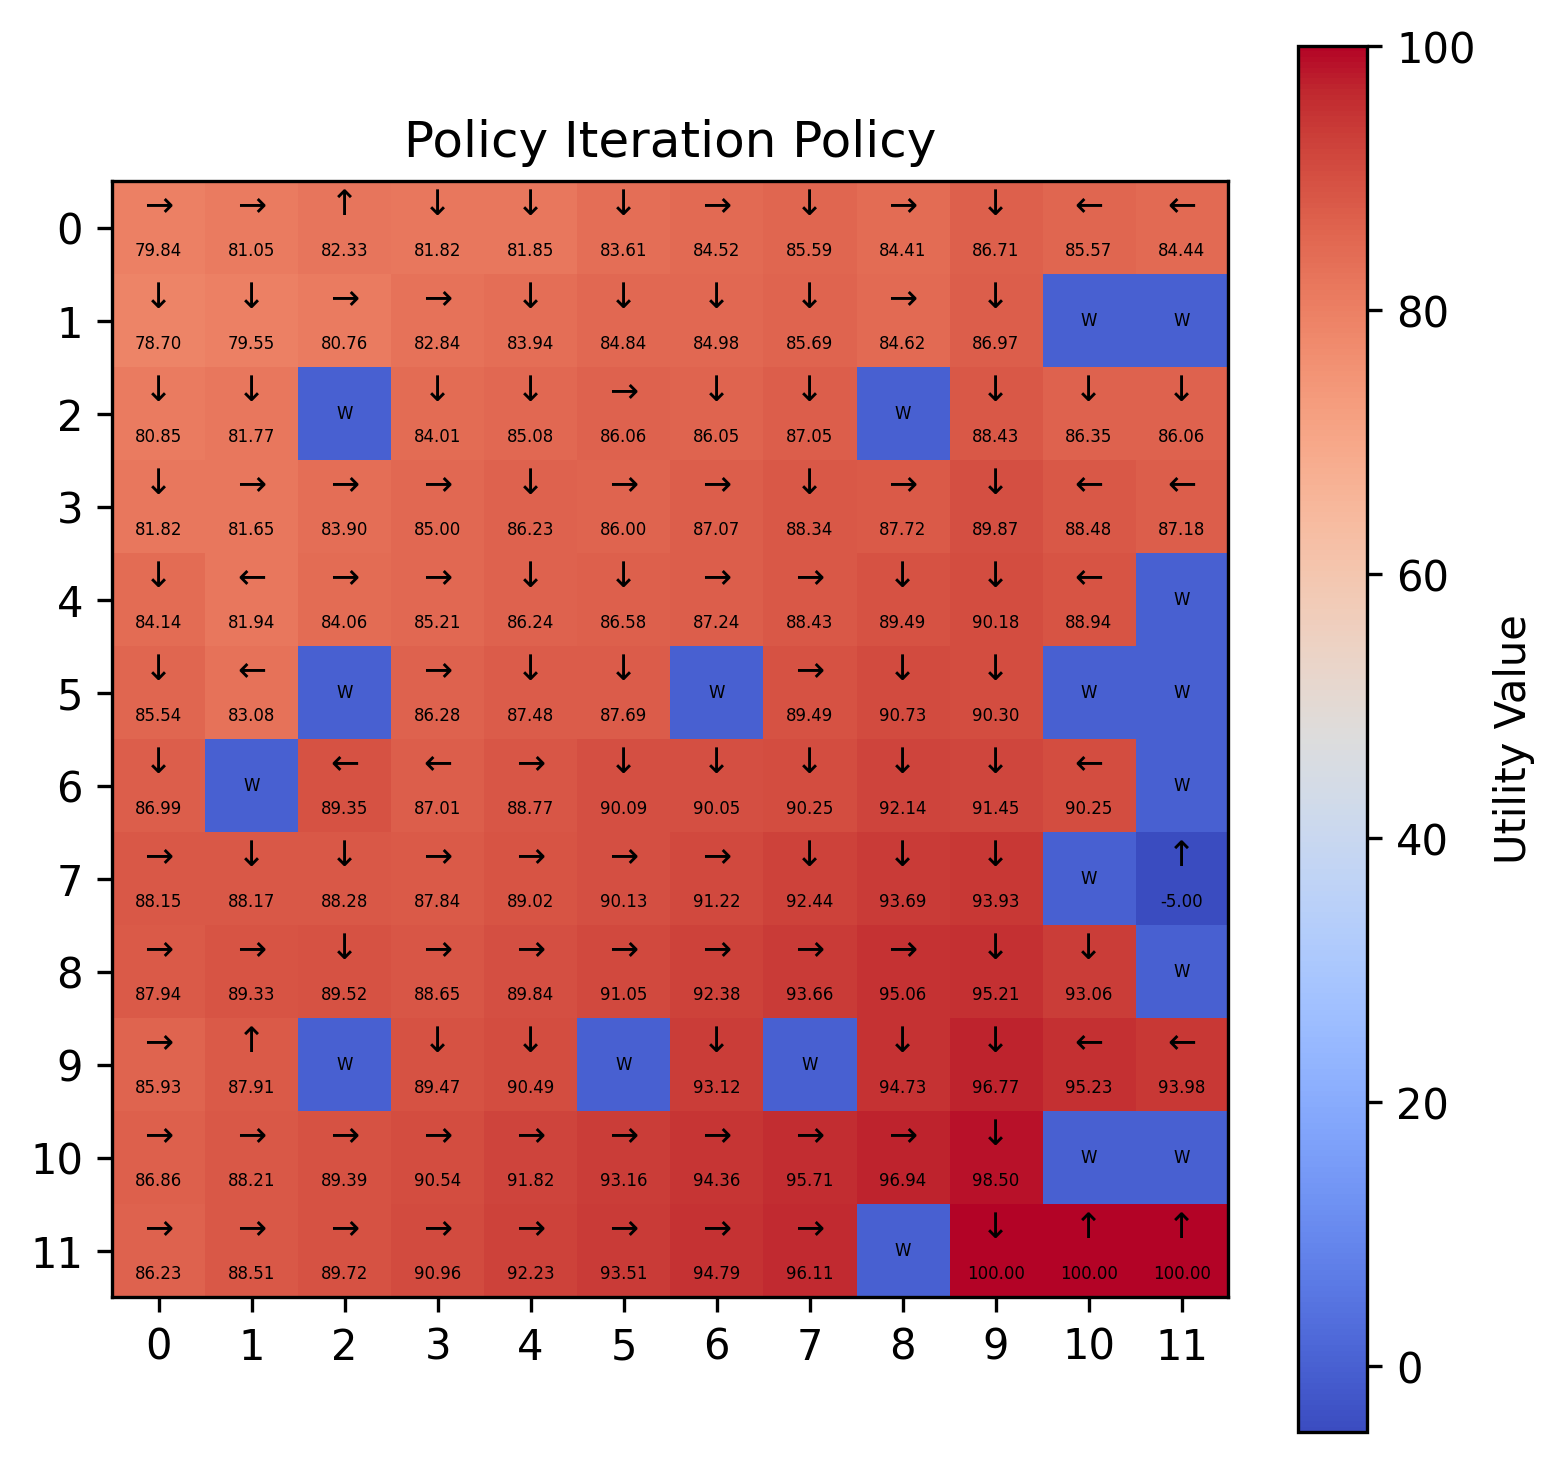 Policy Iteration Policy
100
80
60
40
20
0
Utility Value
0
→ → ↑ ↓ ↓ ↓ → ↓ → ↓ ← ←
79.84 81.05 82.33 81.82 81.85 83.61 84.52 85.59 84.41 86.71 85.57 84.44
1
↓ ↓ → → ↓ ↓ ↓ ↓ → ↓ W W
78.70 79.55 80.76 82.84 83.94 84.84 84.98 85.69 84.62 86.97
2
↓ ↓ W ↓ ↓ → ↓ ↓ W ↓ ↓ ↓
80.85 81.77 84.01 85.08 86.06 86.05 87.05 88.43 86.35 86.06
3
↓ → → → ↓ → → ↓ → ↓ ← ←
81.82 81.65 83.90 85.00 86.23 86.00 87.07 88.34 87.72 89.87 88.48 87.18
4
↓ ← → → ↓ ↓ → → ↓ ↓ ← W
84.14 81.94 84.06 85.21 86.24 86.58 87.24 88.43 89.49 90.18 88.94
5
↓ ← W → ↓ ↓ W → ↓ ↓ W W
85.54 83.08 86.28 87.48 87.69 89.49 90.73 90.30
6
↓ W ← ← → ↓ ↓ ↓ ↓ ↓ ← W
86.99 89.35 87.01 88.77 90.09 90.05 90.25 92.14 91.45 90.25
7
→ ↓ ↓ → → → → ↓ ↓ ↓ W ↑
88.15 88.17 88.28 87.84 89.02 90.13 91.22 92.44 93.69 93.93 -5.00
8
→ → ↓ → → → → → → ↓ ↓ W
87.94 89.33 89.52 88.65 89.84 91.05 92.38 93.66 95.06 95.21 93.06
9
→ ↑ W ↓ ↓ W ↓ W ↓ ↓ ← ←
85.93 87.91 89.47 90.49 93.12 94.73 96.77 95.23 93.98
10
→ → → → → → → → → ↓ W W
86.86 88.21 89.39 90.54 91.82 93.16 94.36 95.71 96.94 98.50
11
→ → → → → → → → W ↓ ↑ ↑
86.23 88.51 89.72 90.96 92.23 93.51 94.79 96.11 100.00 100.00 100.00
0 1 2 3 4 5 6 7 8 9 10 11